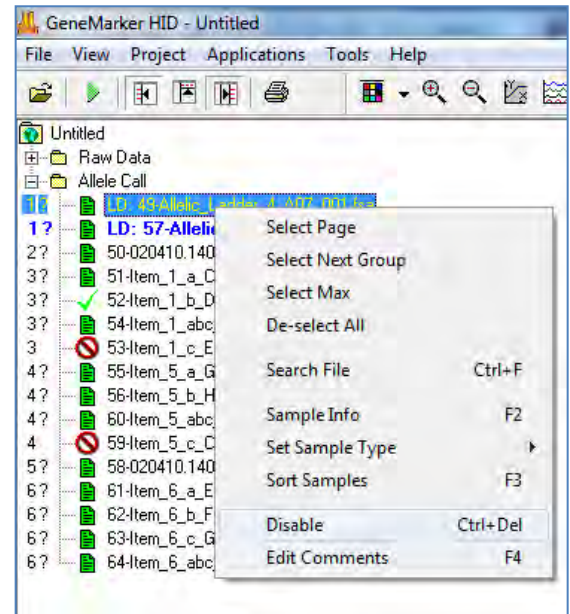 GeneMarker HID - Untitled
File View Project Applications Tools Help
Untitled
Raw Data
Allele Call
1? LD: 49-Allelic_Ladder_4_A07_001.fsa
1? LD: 57-Alleli
2? 50-020410.140
3? 51-Item_1_a_C
3? 52-Item_1_b_D
3? 54-Item_1_abc_
3 53-Item_1_c_E
4? 55-Item_5_a_G
4? 56-Item_5_b_H
4? 60-Item_5_abc_
4 59-Item_5_c_C
5? 58-020410.140
6? 61-Item_6_a_E
6? 62-Item_6_b_F
6? 63-Item_6_c_G
6? 64-Item_6_abc_
Select Page
Select Next Group
Select Max
De-select All
Search File Ctrl+F
Sample Info F2
Set Sample Type
Sort Samples F3
Disable Ctrl+Del
Edit Comments F4